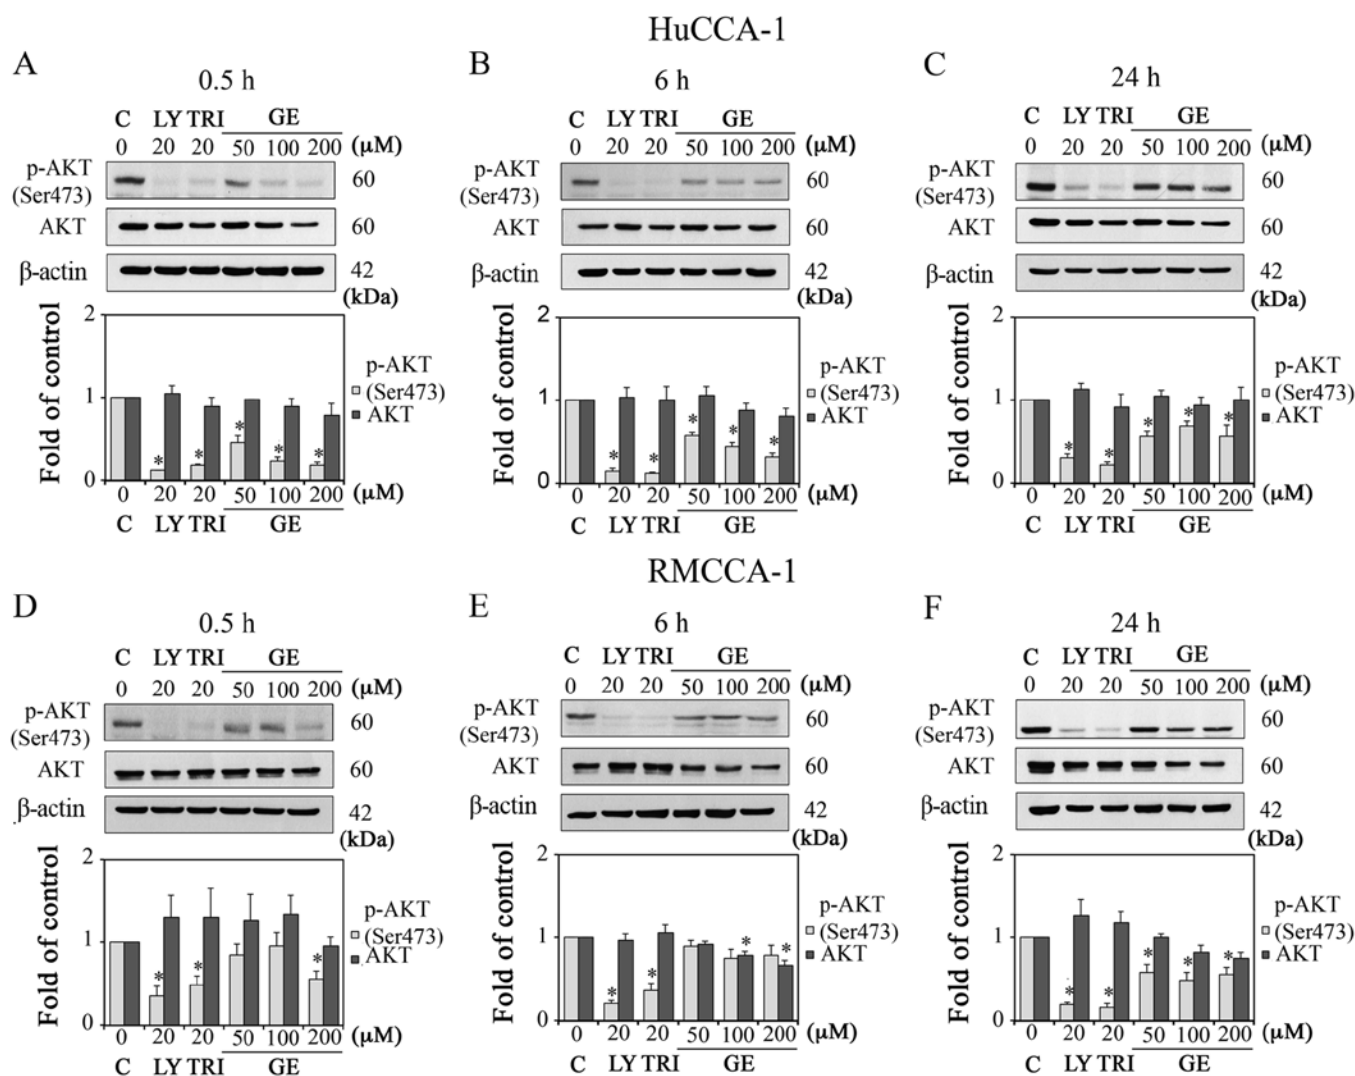 HuCCA-1
A
0.5 h
C LY TRI GE
0 20 20 50 100 200 (μM)
p-AKT
(Ser473)
60
AKT
60
β-actin
42
(kDa)
2
1
0
Fold of control
p-AKT
(Ser473)
AKT
* * * * *
0 20 20 50 100 200 (μM)
C LY TRI GE
B
6 h
C LY TRI GE
0 20 20 50 100 200 (μM)
p-AKT
(Ser473)
60
AKT
60
β-actin
42
(kDa)
2
1
0
Fold of control
p-AKT
(Ser473)
AKT
* * * * *
0 20 20 50 100 200 (μM)
C LY TRI GE
C
24 h
C LY TRI GE
0 20 20 50 100 200 (μM)
p-AKT
(Ser473)
60
AKT
60
β-actin
42
(kDa)
2
1
0
Fold of control
p-AKT
(Ser473)
AKT
* * * * *
0 20 20 50 100 200 (μM)
C LY TRI GE
RMCCA-1
D
0.5 h
C LY TRI GE
0 20 20 50 100 200 (μM)
p-AKT
(Ser473)
60
AKT
60
β-actin
42
(kDa)
2
1
0
Fold of control
p-AKT
(Ser473)
AKT
* * *
0 20 20 50 100 200 (μM)
C LY TRI GE
E
6 h
C LY TRI GE
0 20 20 50 100 200 (μM)
p-AKT
(Ser473)
60
AKT
60
β-actin
42
(kDa)
2
1
0
Fold of control
p-AKT
(Ser473)
AKT
* * * *
0 20 20 50 100 200 (μM)
C LY TRI GE
F
24 h
C LY TRI GE
0 20 20 50 100 200 (μM)
p-AKT
(Ser473)
60
AKT
60
β-actin
42
(kDa)
2
1
0
Fold of control
p-AKT
(Ser473)
AKT
* * * * *
0 20 20 50 100 200 (μM)
C LY TRI GE